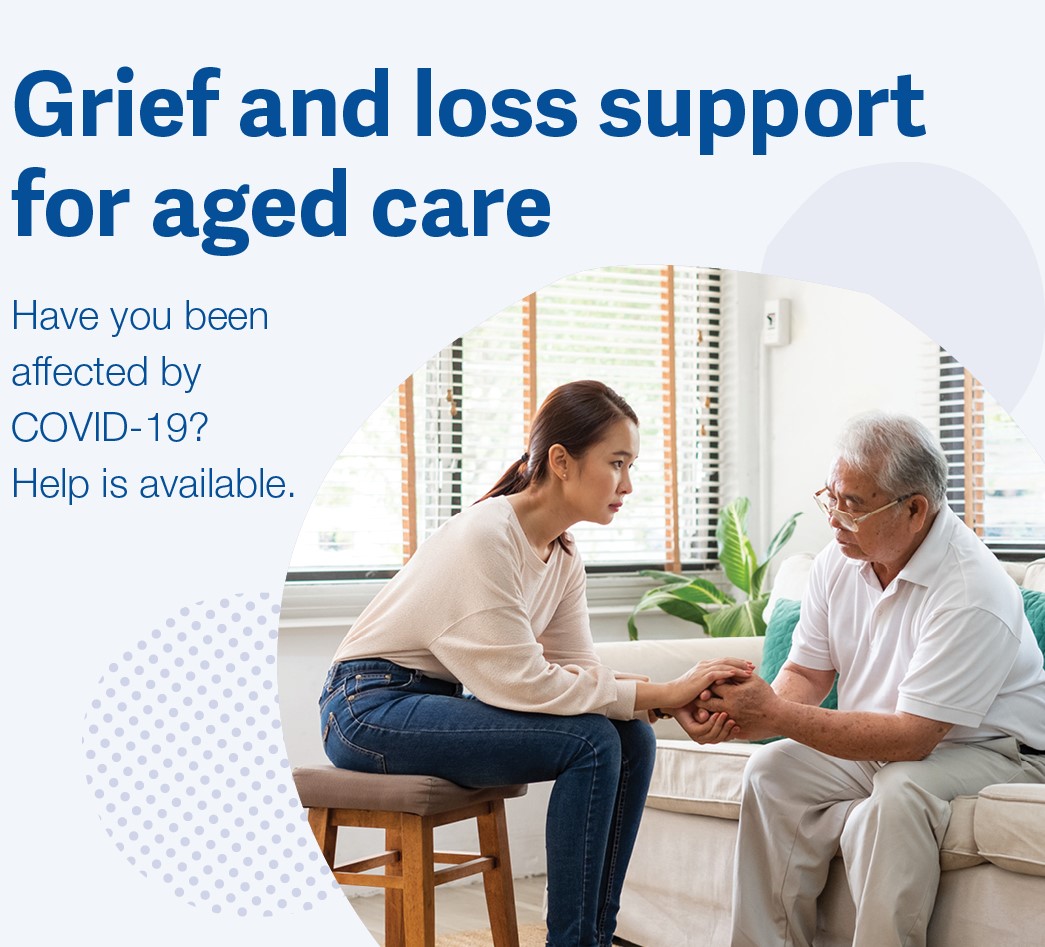 Grief and loss support
for aged care
Have you been
affected by
COVID-19?
Help is available.